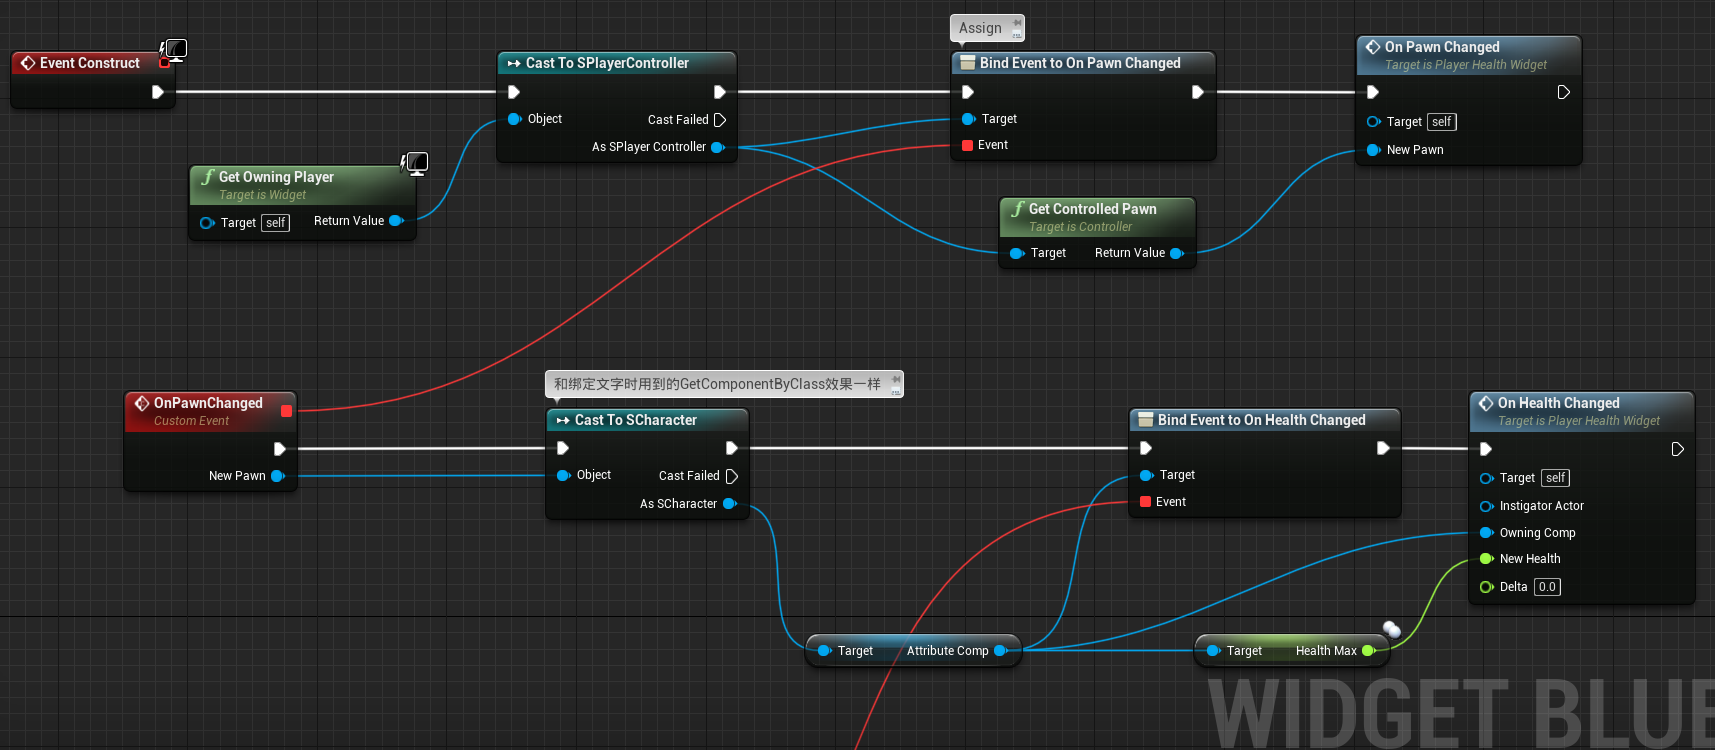 Assign
Event Construct
Cast To SPlayerController
Object
Cast Failed
As SPlayer Controller
Bind Event to On Pawn Changed
Target
Event
On Pawn Changed
Target is Player Health Widget
Target self
New Pawn
Get Owning Player
Target is Widget
Target self
Return Value
Get Controlled Pawn
Target is Controller
Target
Return Value
和绑定文字时用到的GetComponentByClass效果一样
OnPawnChanged
Custom Event
New Pawn
Cast To SCharacter
Object
Cast Failed
As SCharacter
Bind Event to On Health Changed
Target
Event
On Health Changed
Target is Player Health Widget
Target self
Instigator Actor
Owning Comp
New Health
Delta 0.0
Target
Attribute Comp
Target
Health Max
WIDGET BLUE